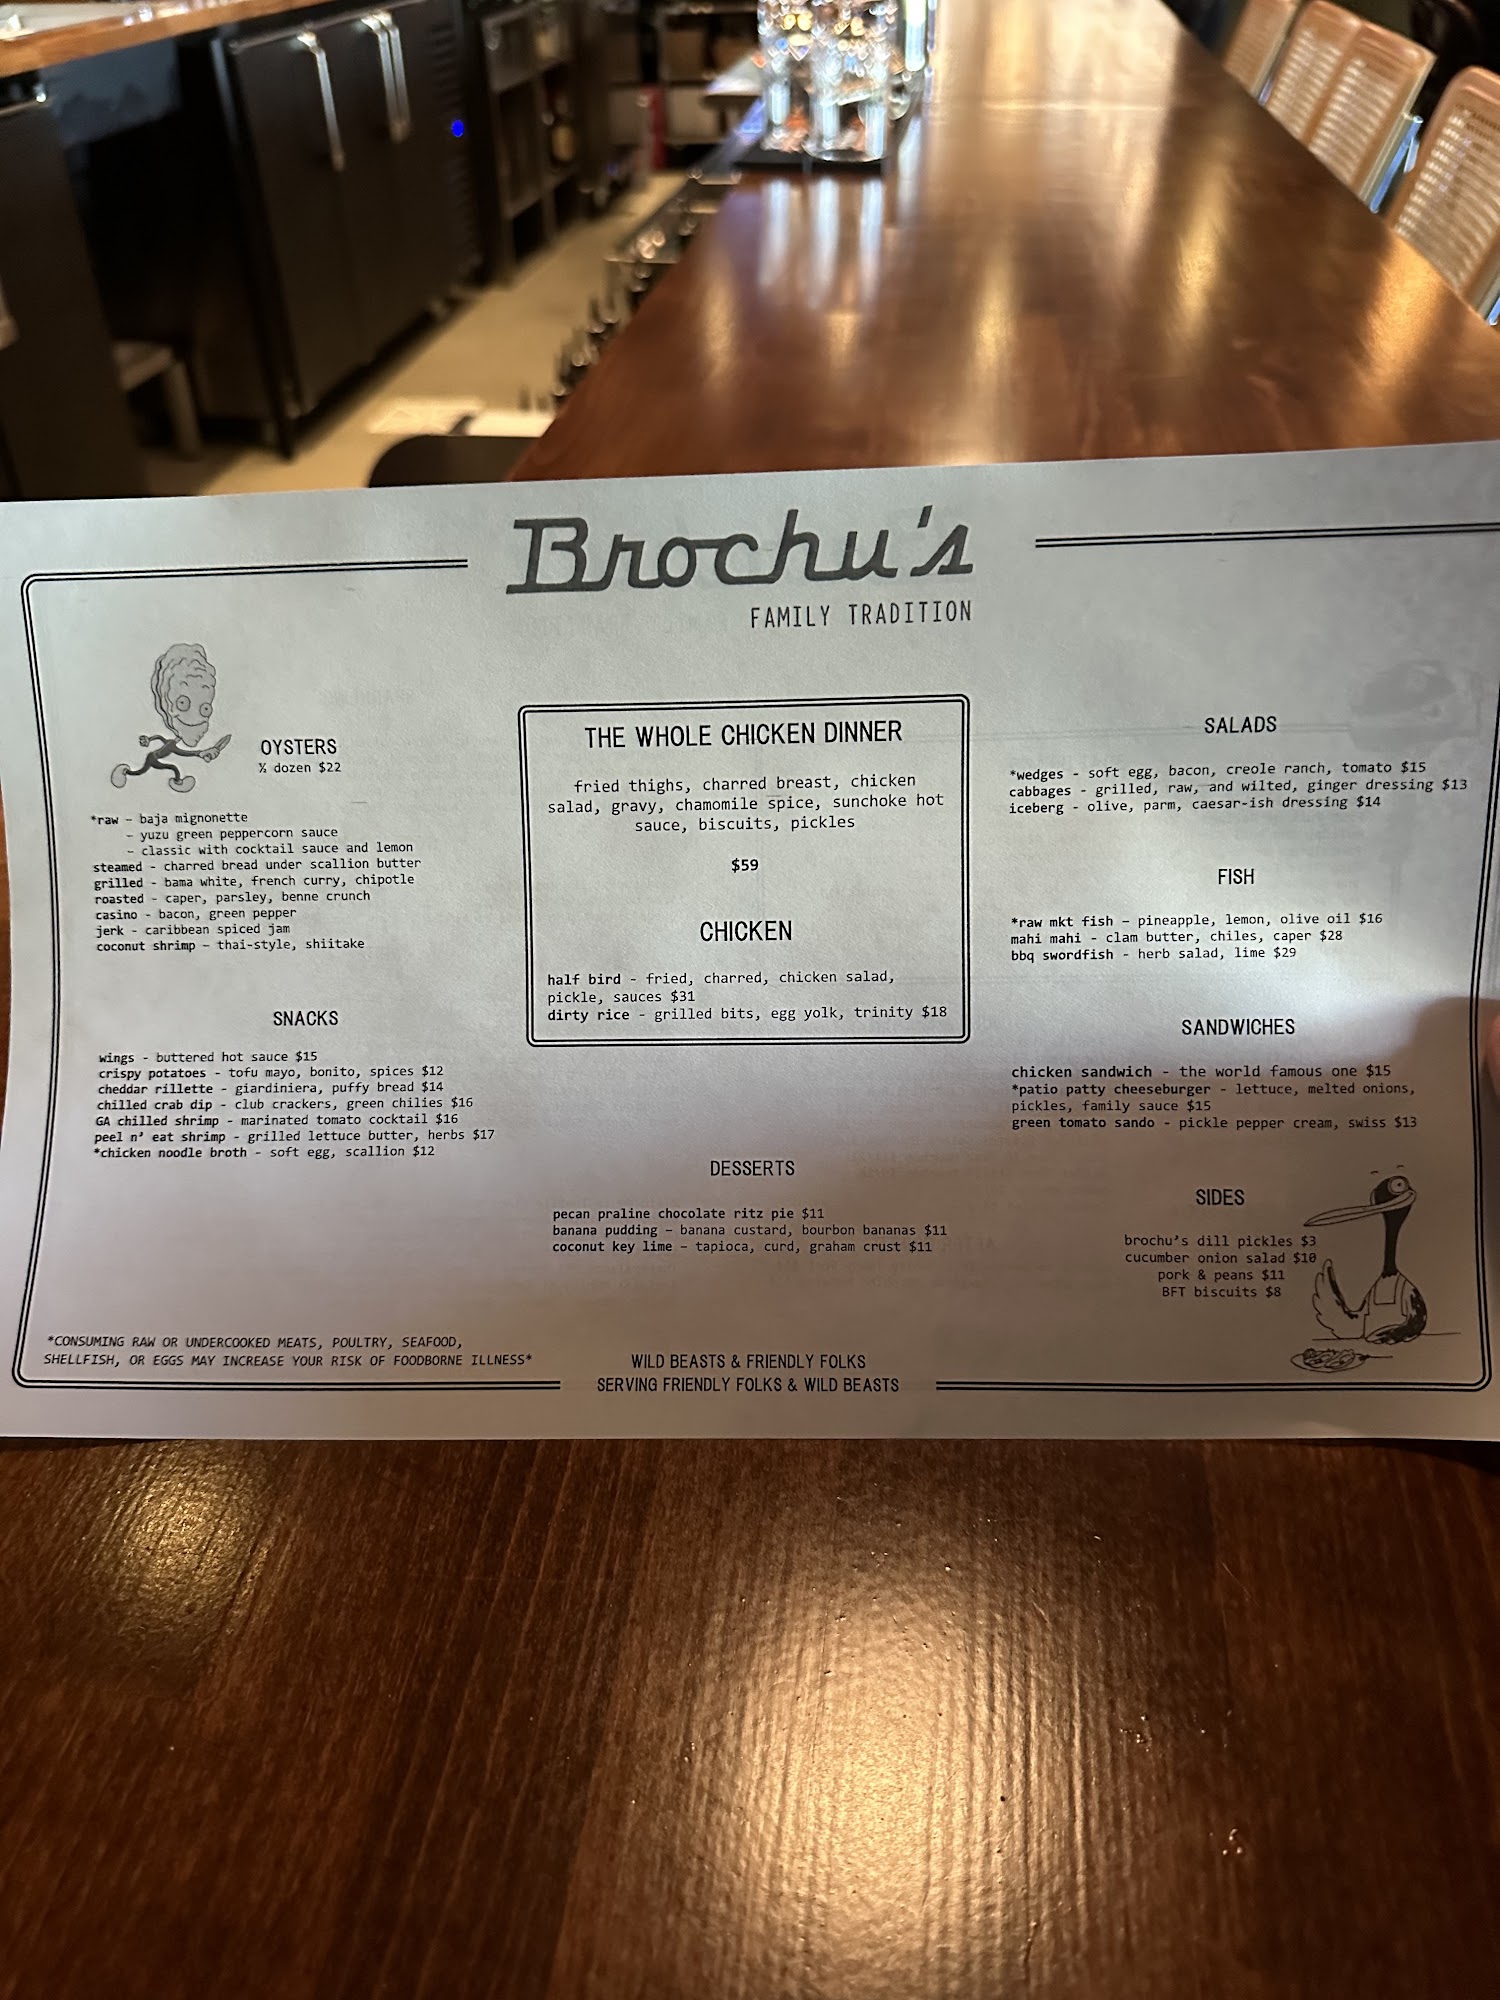 Brochu's
FAMILY TRADITION
OYSTERS
½ dozen $22
*raw – baja mignonette
– yuzu green peppercorn sauce
– classic with cocktail sauce and lemon
steamed - charred bread under scallion butter
grilled - bama white, french curry, chipotle
roasted - caper, parsley, benne crunch
casino - bacon, green pepper
jerk - caribbean spiced jam
coconut shrimp – thai-style, shiitake
SNACKS
wings - buttered hot sauce $15
crispy potatoes - tofu mayo, bonito, spices $12
cheddar rillette - giardiniera, puffy bread $14
chilled crab dip - club crackers, green chilies $16
GA chilled shrimp - marinated tomato cocktail $16
peel n' eat shrimp - grilled lettuce butter, herbs $17
*chicken noodle broth - soft egg, scallion $12
*CONSUMING RAW OR UNDERCOOKED MEATS, POULTRY, SEAFOOD,
SHELLFISH, OR EGGS MAY INCREASE YOUR RISK OF FOODBORNE ILLNESS*
THE WHOLE CHICKEN DINNER
fried thighs, charred breast, chicken
salad, gravy, chamomile spice, sunchoke hot
sauce, biscuits, pickles
$59
CHICKEN
half bird - fried, charred, chicken salad,
pickle, sauces $31
dirty rice - grilled bits, egg yolk, trinity $18
DESSERTS
pecan praline chocolate ritz pie $11
banana pudding – banana custard, bourbon bananas $11
coconut key lime – tapioca, curd, graham crust $11
WILD BEASTS & FRIENDLY FOLKS
SERVING FRIENDLY FOLKS & WILD BEASTS
SALADS
*wedges - soft egg, bacon, creole ranch, tomato $15
cabbages - grilled, raw, and wilted, ginger dressing $13
iceberg - olive, parm, caesar-ish dressing $14
FISH
*raw mkt fish – pineapple, lemon, olive oil $16
mahi mahi - clam butter, chiles, caper $28
bbq swordfish - herb salad, lime $29
SANDWICHES
chicken sandwich - the world famous one $15
*patio patty cheeseburger - lettuce, melted onions,
pickles, family sauce $15
green tomato sando - pickle pepper cream, swiss $13
SIDES
brochu's dill pickles $3
cucumber onion salad $10
pork & peans $11
BFT biscuits $8